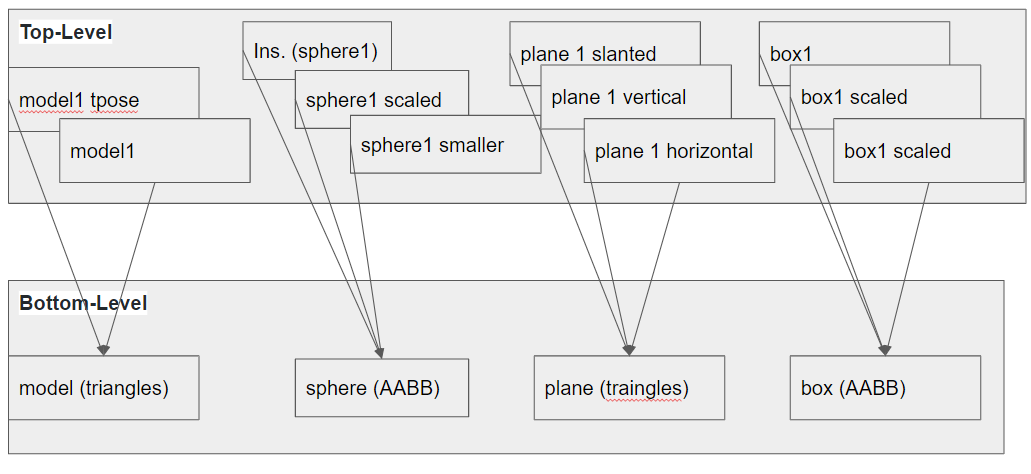 Top-Level
model1 tpose
model1
Ins. (sphere1)
sphere1 scaled
sphere1 smaller
plane 1 slanted
plane 1 vertical
plane 1 horizontal
box1
box1 scaled
box1 scaled
Bottom-Level
model (triangles)
sphere (AABB)
plane (traingles)
box (AABB)